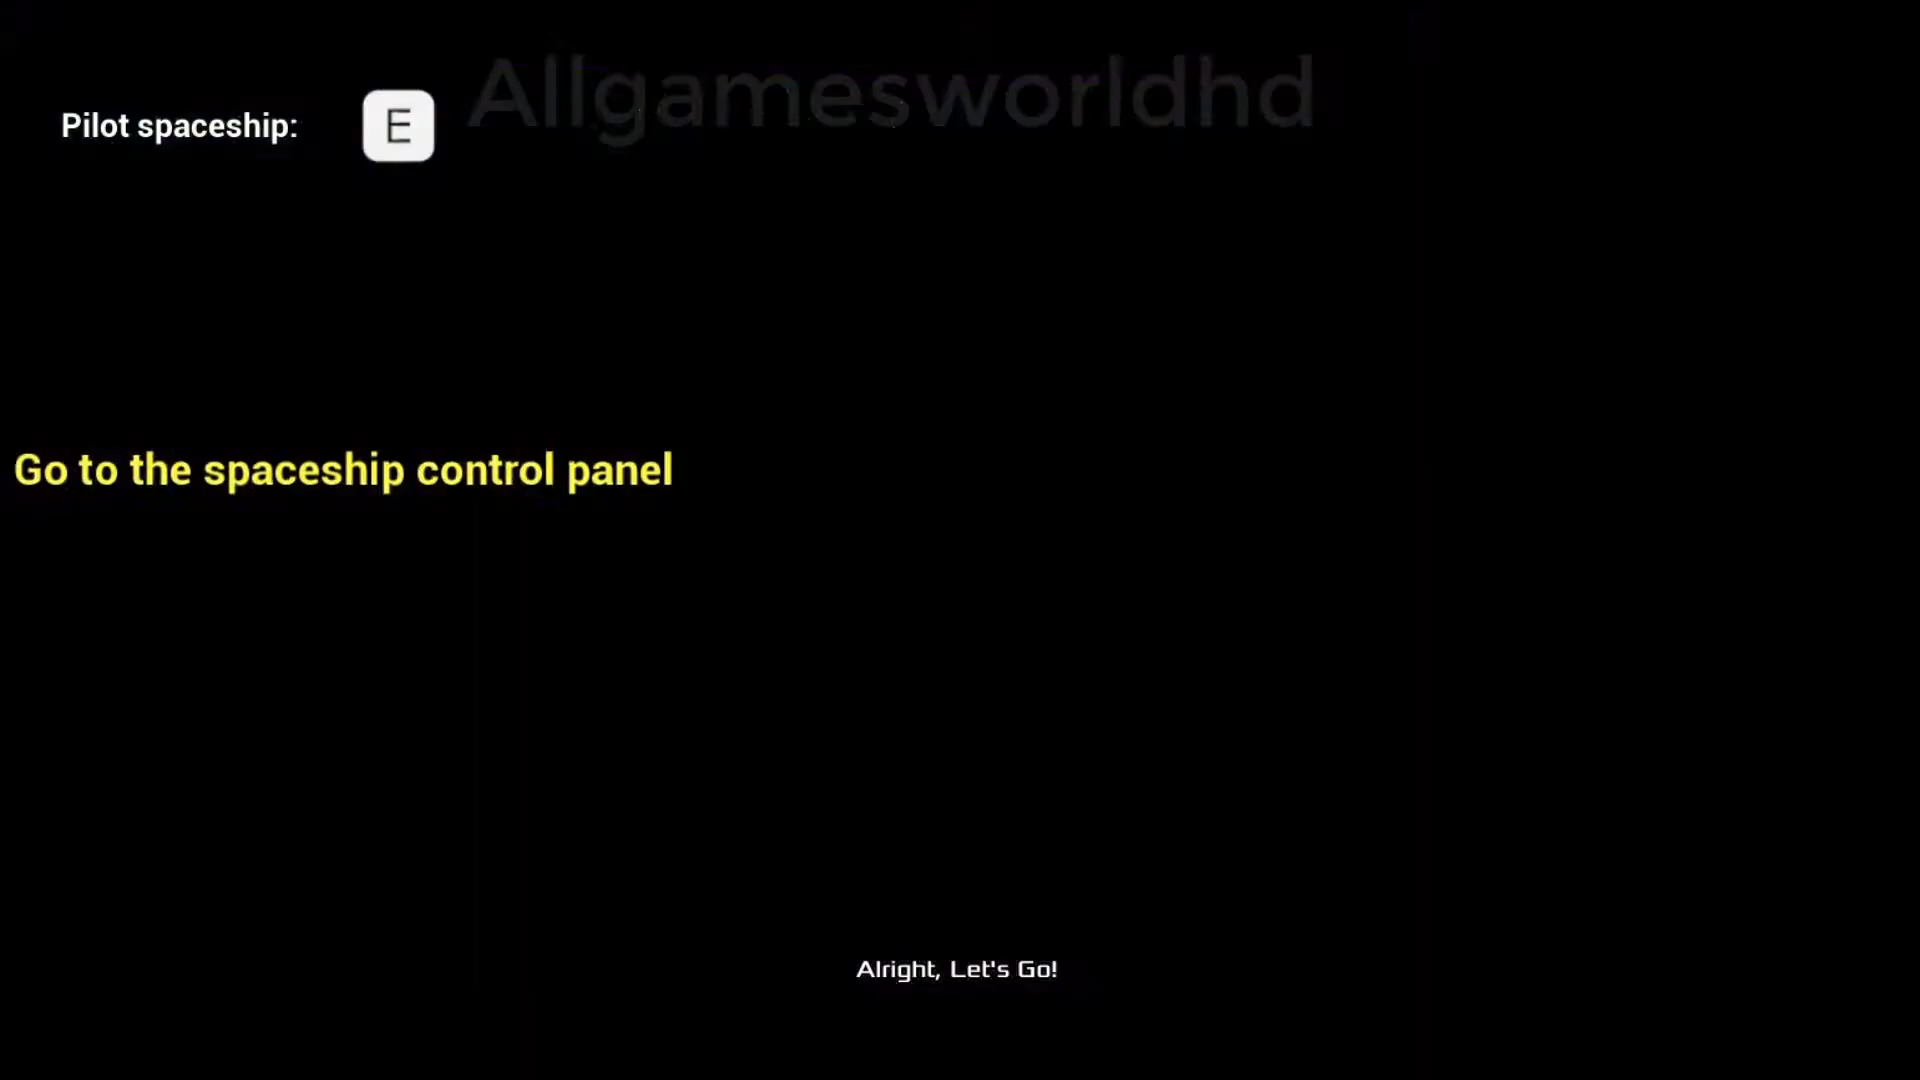 Allgamesworldhd
Pilot spaceship: E
Go to the spaceship control panel
Alright, Let's Go!